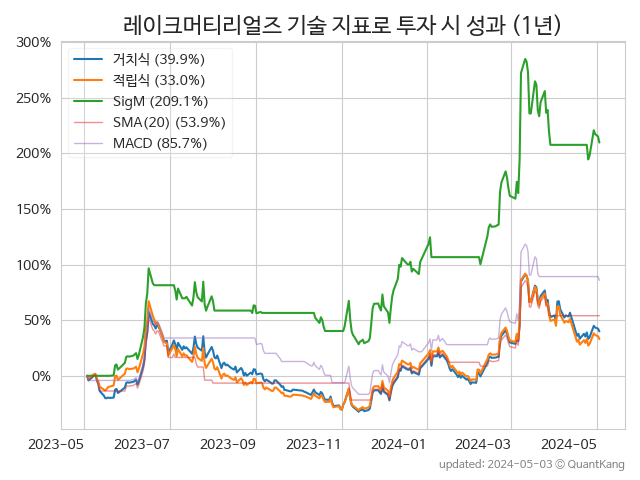 레이크머티리얼즈 기술 지표로 투자 시 성과 (1년)
300%
250%
200%
150%
100%
50%
0%
거치식 (39.9%)
적립식 (33.0%)
SigM (209.1%)
SMA(20) (53.9%)
MACD (85.7%)
2023-05
2023-07
2023-09
2023-11
2024-01
2024-03
2024-05
updated: 2024-05-03 ⓒ QuantKang